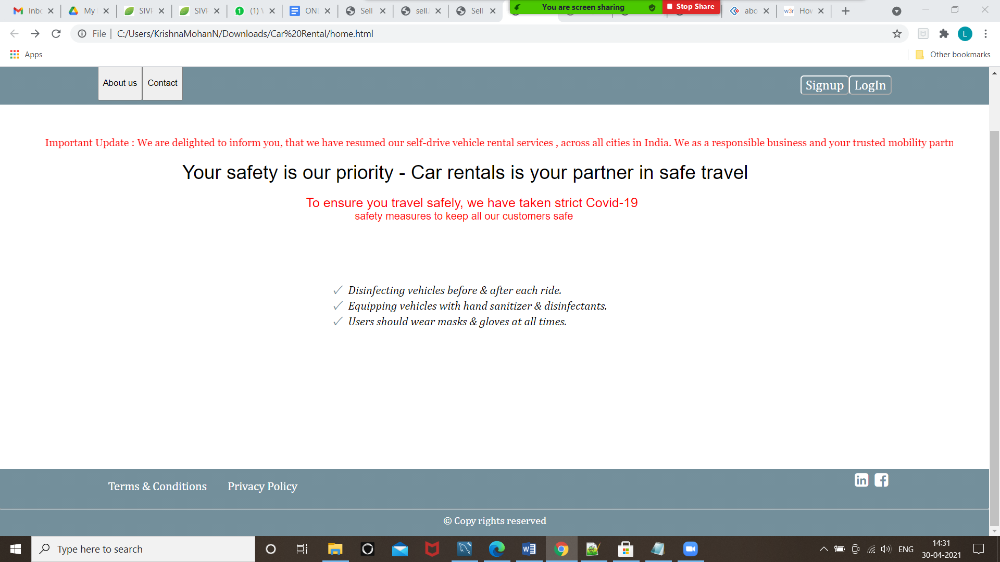 Inbc
My
SIVF
SIVF
(1)
ONL
Sell
sell.
Sell
You are screen sharing
Stop Share
abo
w3r
How
File
C:/Users/KrishnaMohanN/Downloads/Car%20Rental/home.html
L
Apps
Other bookmarks
About us
Contact
Signup
LogIn
Important Update : We are delighted to inform you, that we have resumed our self-drive vehicle rental services , across all cities in India. We as a responsible business and your trusted mobility partn
Your safety is our priority - Car rentals is your partner in safe travel
To ensure you travel safely, we have taken strict Covid-19
safety measures to keep all our customers safe
Disinfecting vehicles before & after each ride.
Equipping vehicles with hand sanitizer & disinfectants.
Users should wear masks & gloves at all times.
Terms & Conditions
Privacy Policy
in
© Copy rights reserved
Type here to search
ENG
14:31
30-04-2021